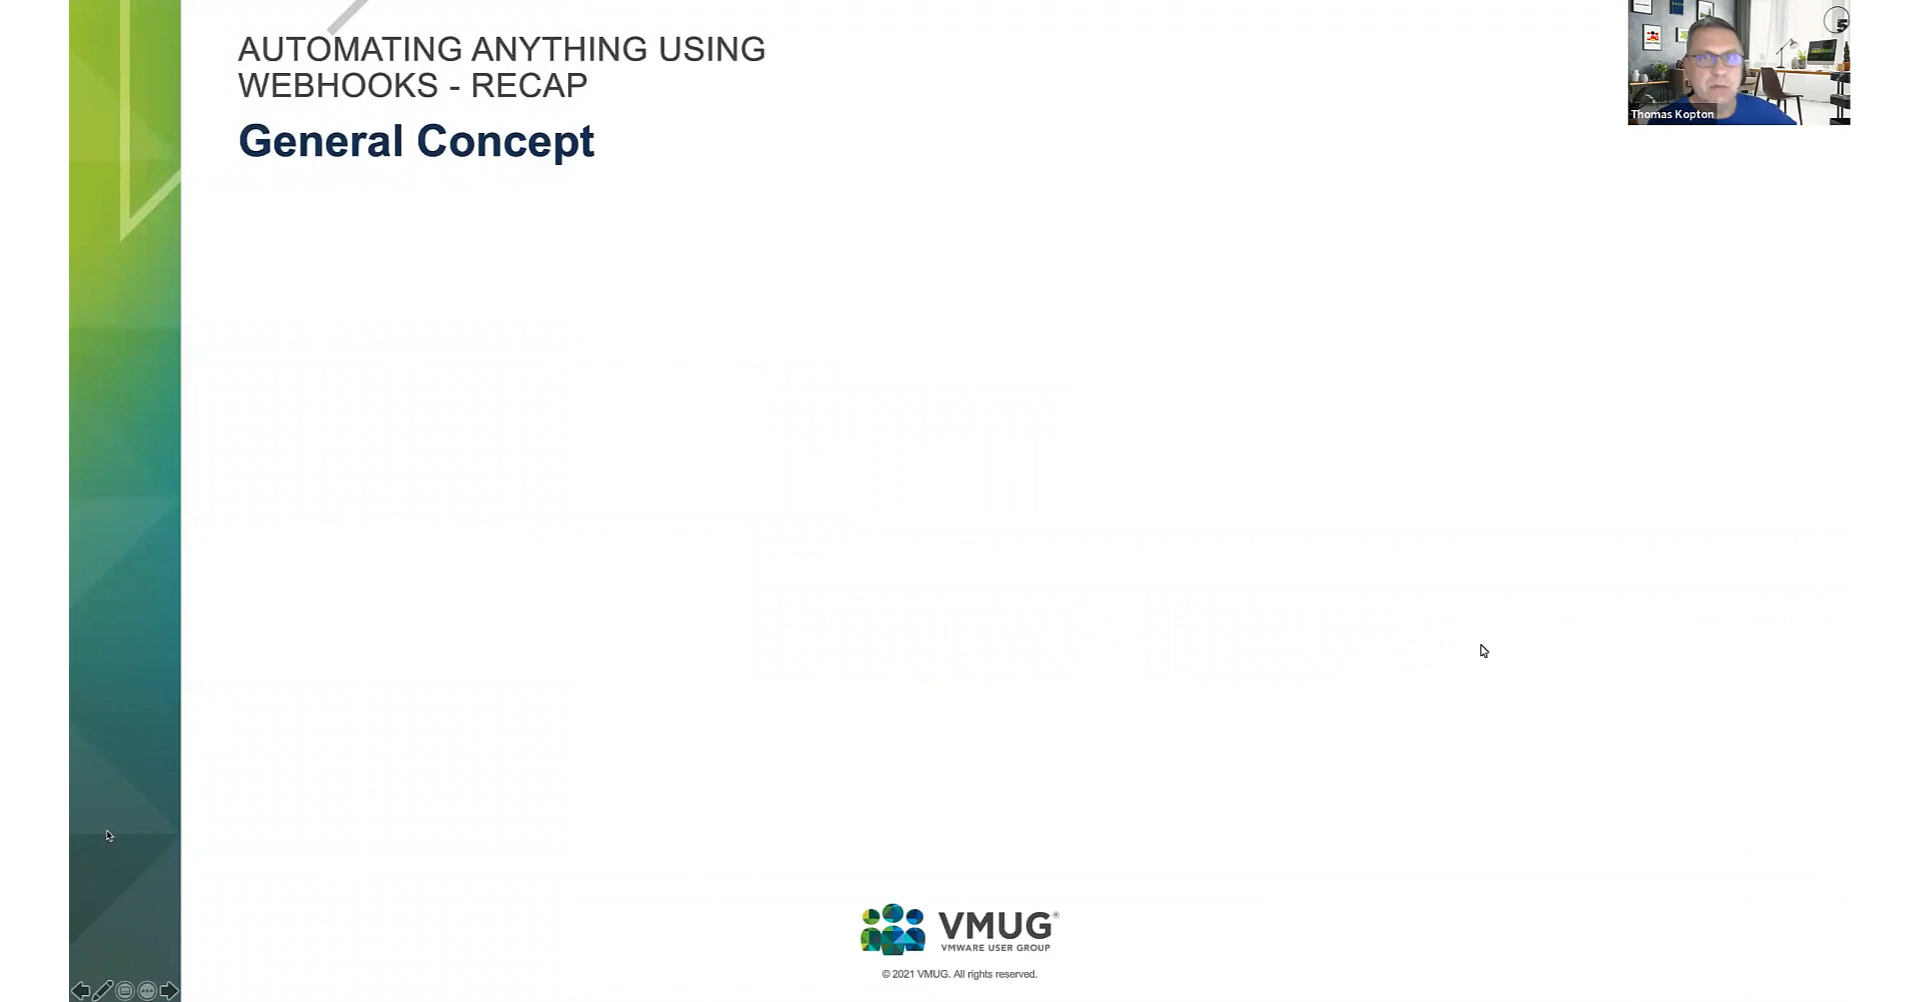 AUTOMATING ANYTHING USING
WEBHOOKS - RECAP
General Concept
Thomas Kopton
VMUG®
VMWARE USER GROUP
© 2021 VMUG. All rights reserved.